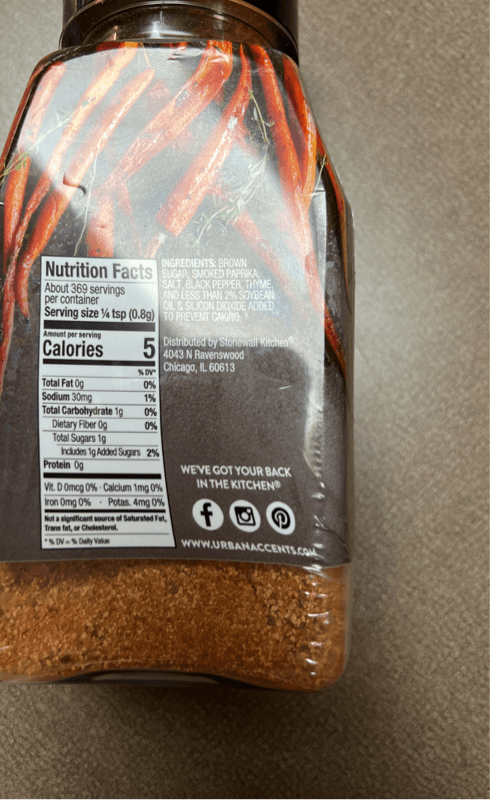 Nutrition Facts
About 369 servings
per container
Serving size ¼ tsp (0.8g)
Amount per serving
Calories 5
% DV*
Total Fat 0g 0%
Sodium 30mg 1%
Total Carbohydrate 1g 0%
Dietary Fiber 0g 0%
Total Sugars 1g
Includes 1g Added Sugars 2%
Protein 0g
Vit. D 0mcg 0% · Calcium 1mg 0%
Iron 0mg 0% · Potas. 4mg 0%
Not a significant source of Saturated Fat,
Trans fat, or Cholesterol.
* % DV = % Daily Value
INGREDIENTS: BROWN
SUGAR, SMOKED PAPRIKA,
SALT, BLACK PEPPER, THYME,
AND LESS THAN 2% SOYBEAN
OIL & SILICON DIOXIDE ADDED
TO PREVENT CAKING.
Distributed by Stonewall Kitchen®
4043 N Ravenswood
Chicago, IL 60613
WE'VE GOT YOUR BACK
IN THE KITCHEN®
WWW.URBANACCENTS.COM